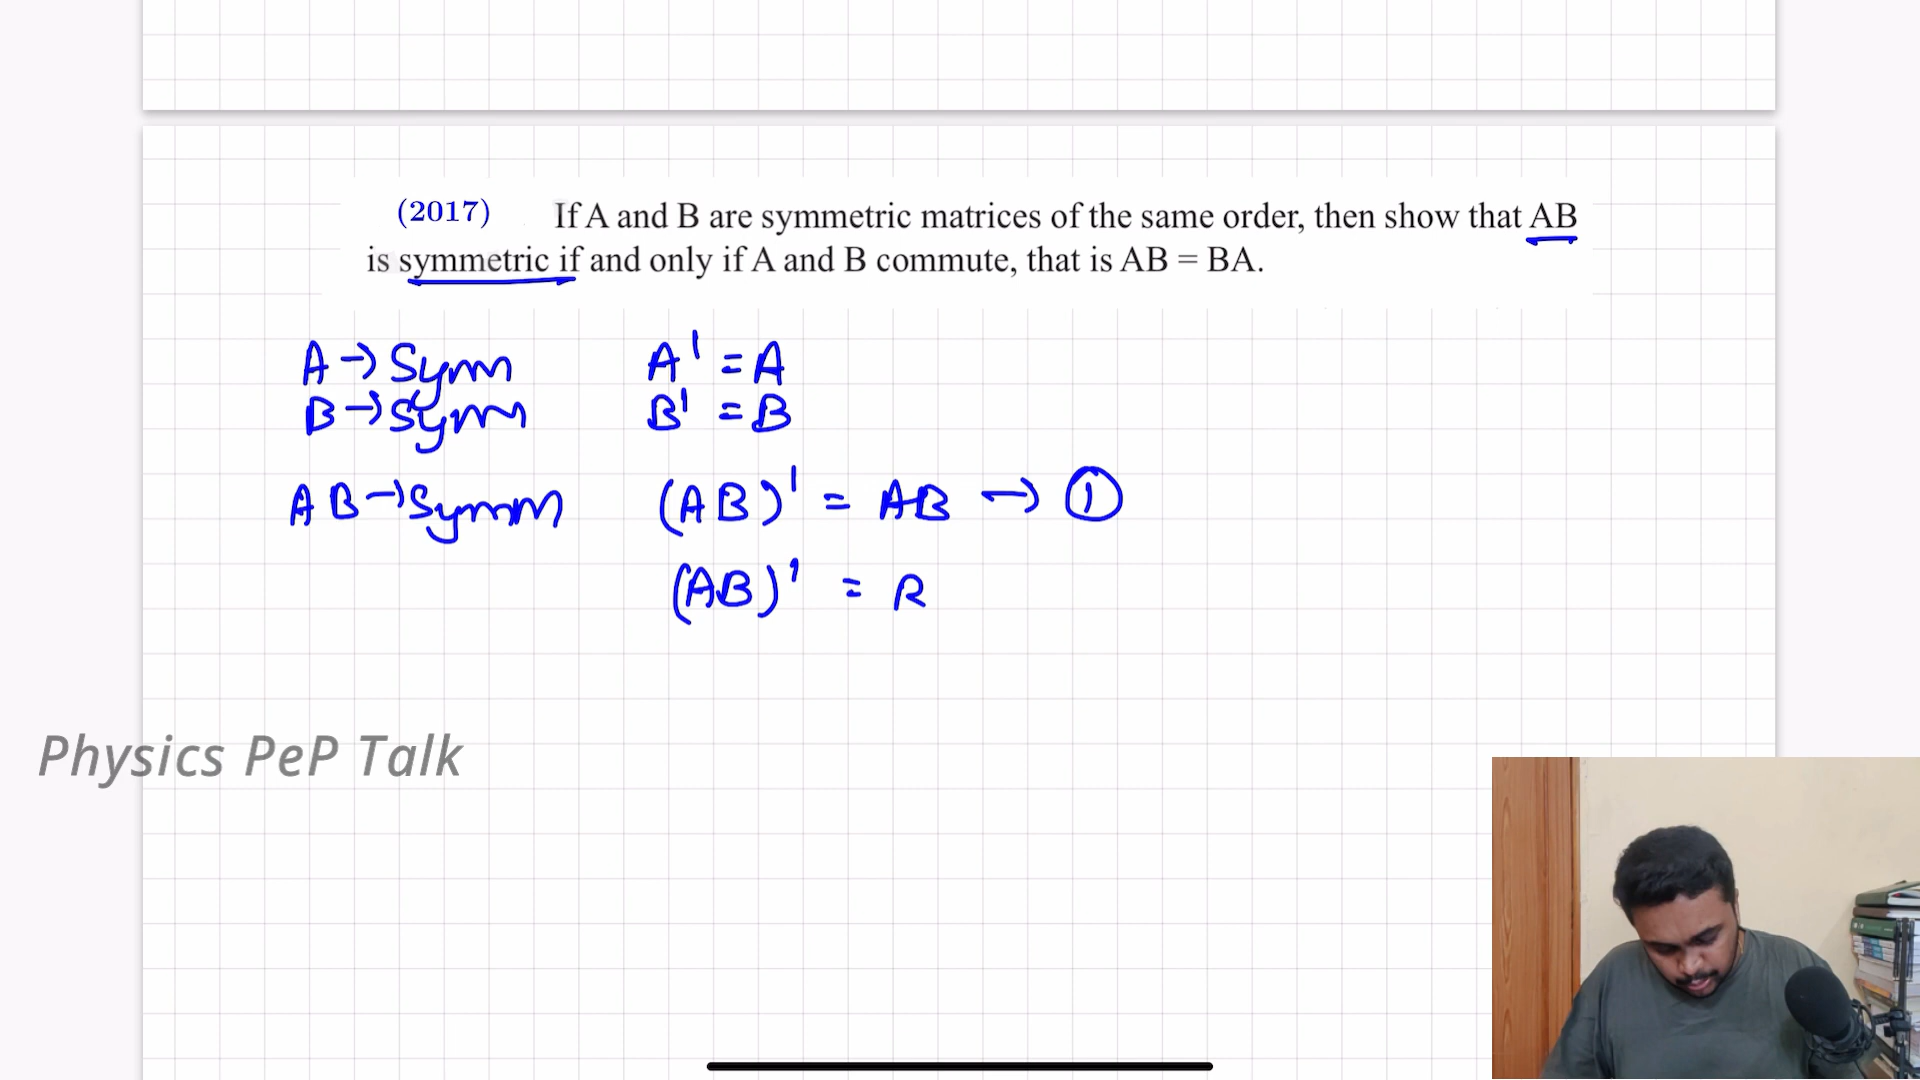 (2017) If A and B are symmetric matrices of the same order, then show that AB
is symmetric if and only if A and B commute, that is AB = BA.
A → Sym A' = A
B → Sym B' = B
AB → Symm (AB)' = AB → ①
(AB)' = R
Physics PeP Talk